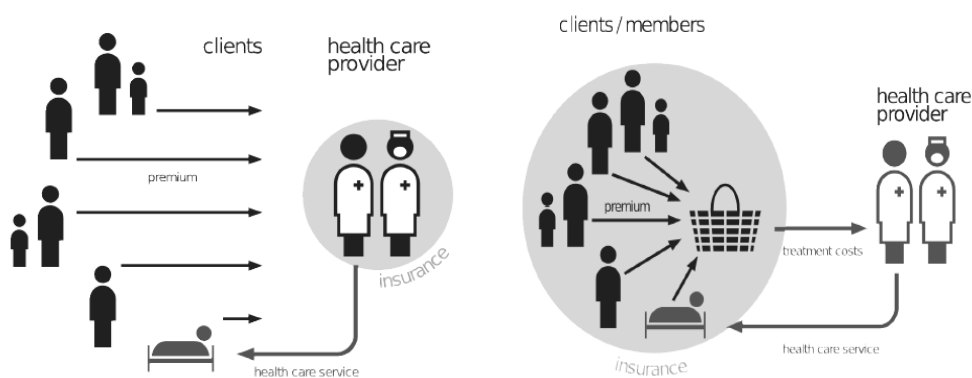 clients
health care
provider
premium
insurance
health care service
clients / members
health care
provider
premium
treatment costs
insurance
health care service